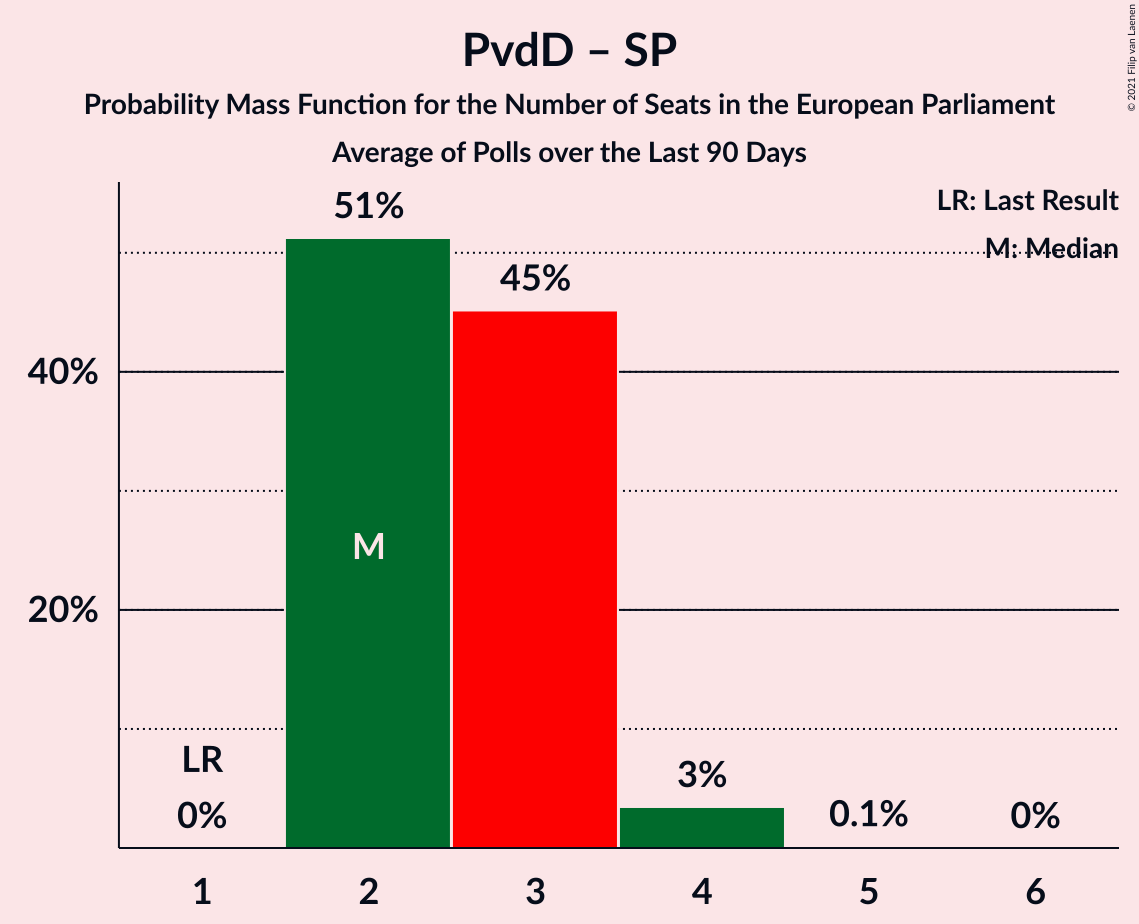 PvdD – SP
Probability Mass Function for the Number of Seats in the European Parliament
Average of Polls over the Last 90 Days
© 2021 Filip van Laenen
LR: Last Result
M: Median
51%
45%
40%
M
20%
LR
0%
3%
0.1%
0%
1 2 3 4 5 6